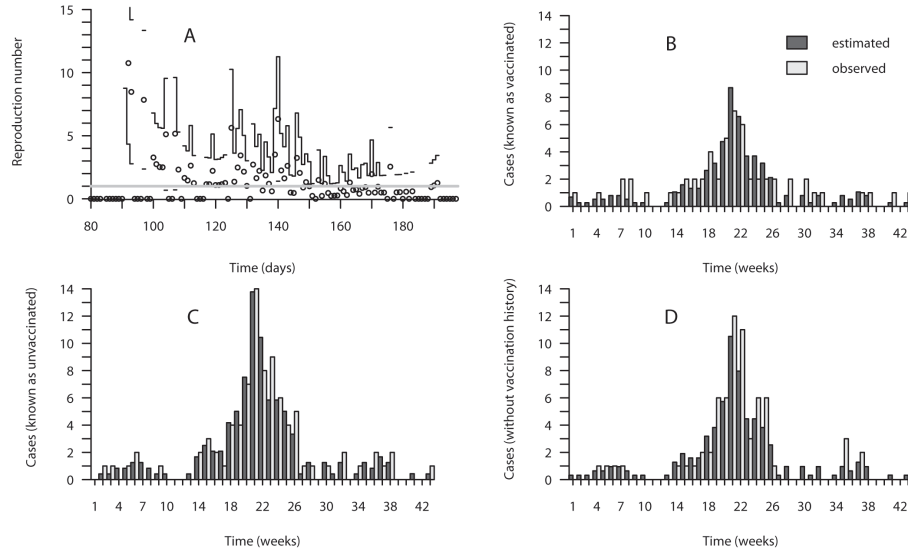 A
Reproduction number
15
10
5
0
80 100 120 140 160 180
Time (days)
B
estimated
observed
Cases (known as vaccinated)
14
12
10
8
6
4
2
0
1 4 7 10 14 18 22 26 30 34 38 42
Time (weeks)
C
Cases (known as unvaccinated)
14
12
10
8
6
4
2
0
1 4 7 10 14 18 22 26 30 34 38 42
Time (weeks)
D
Cases (without vaccination history)
14
12
10
8
6
4
2
0
1 4 7 10 14 18 22 26 30 34 38 42
Time (weeks)